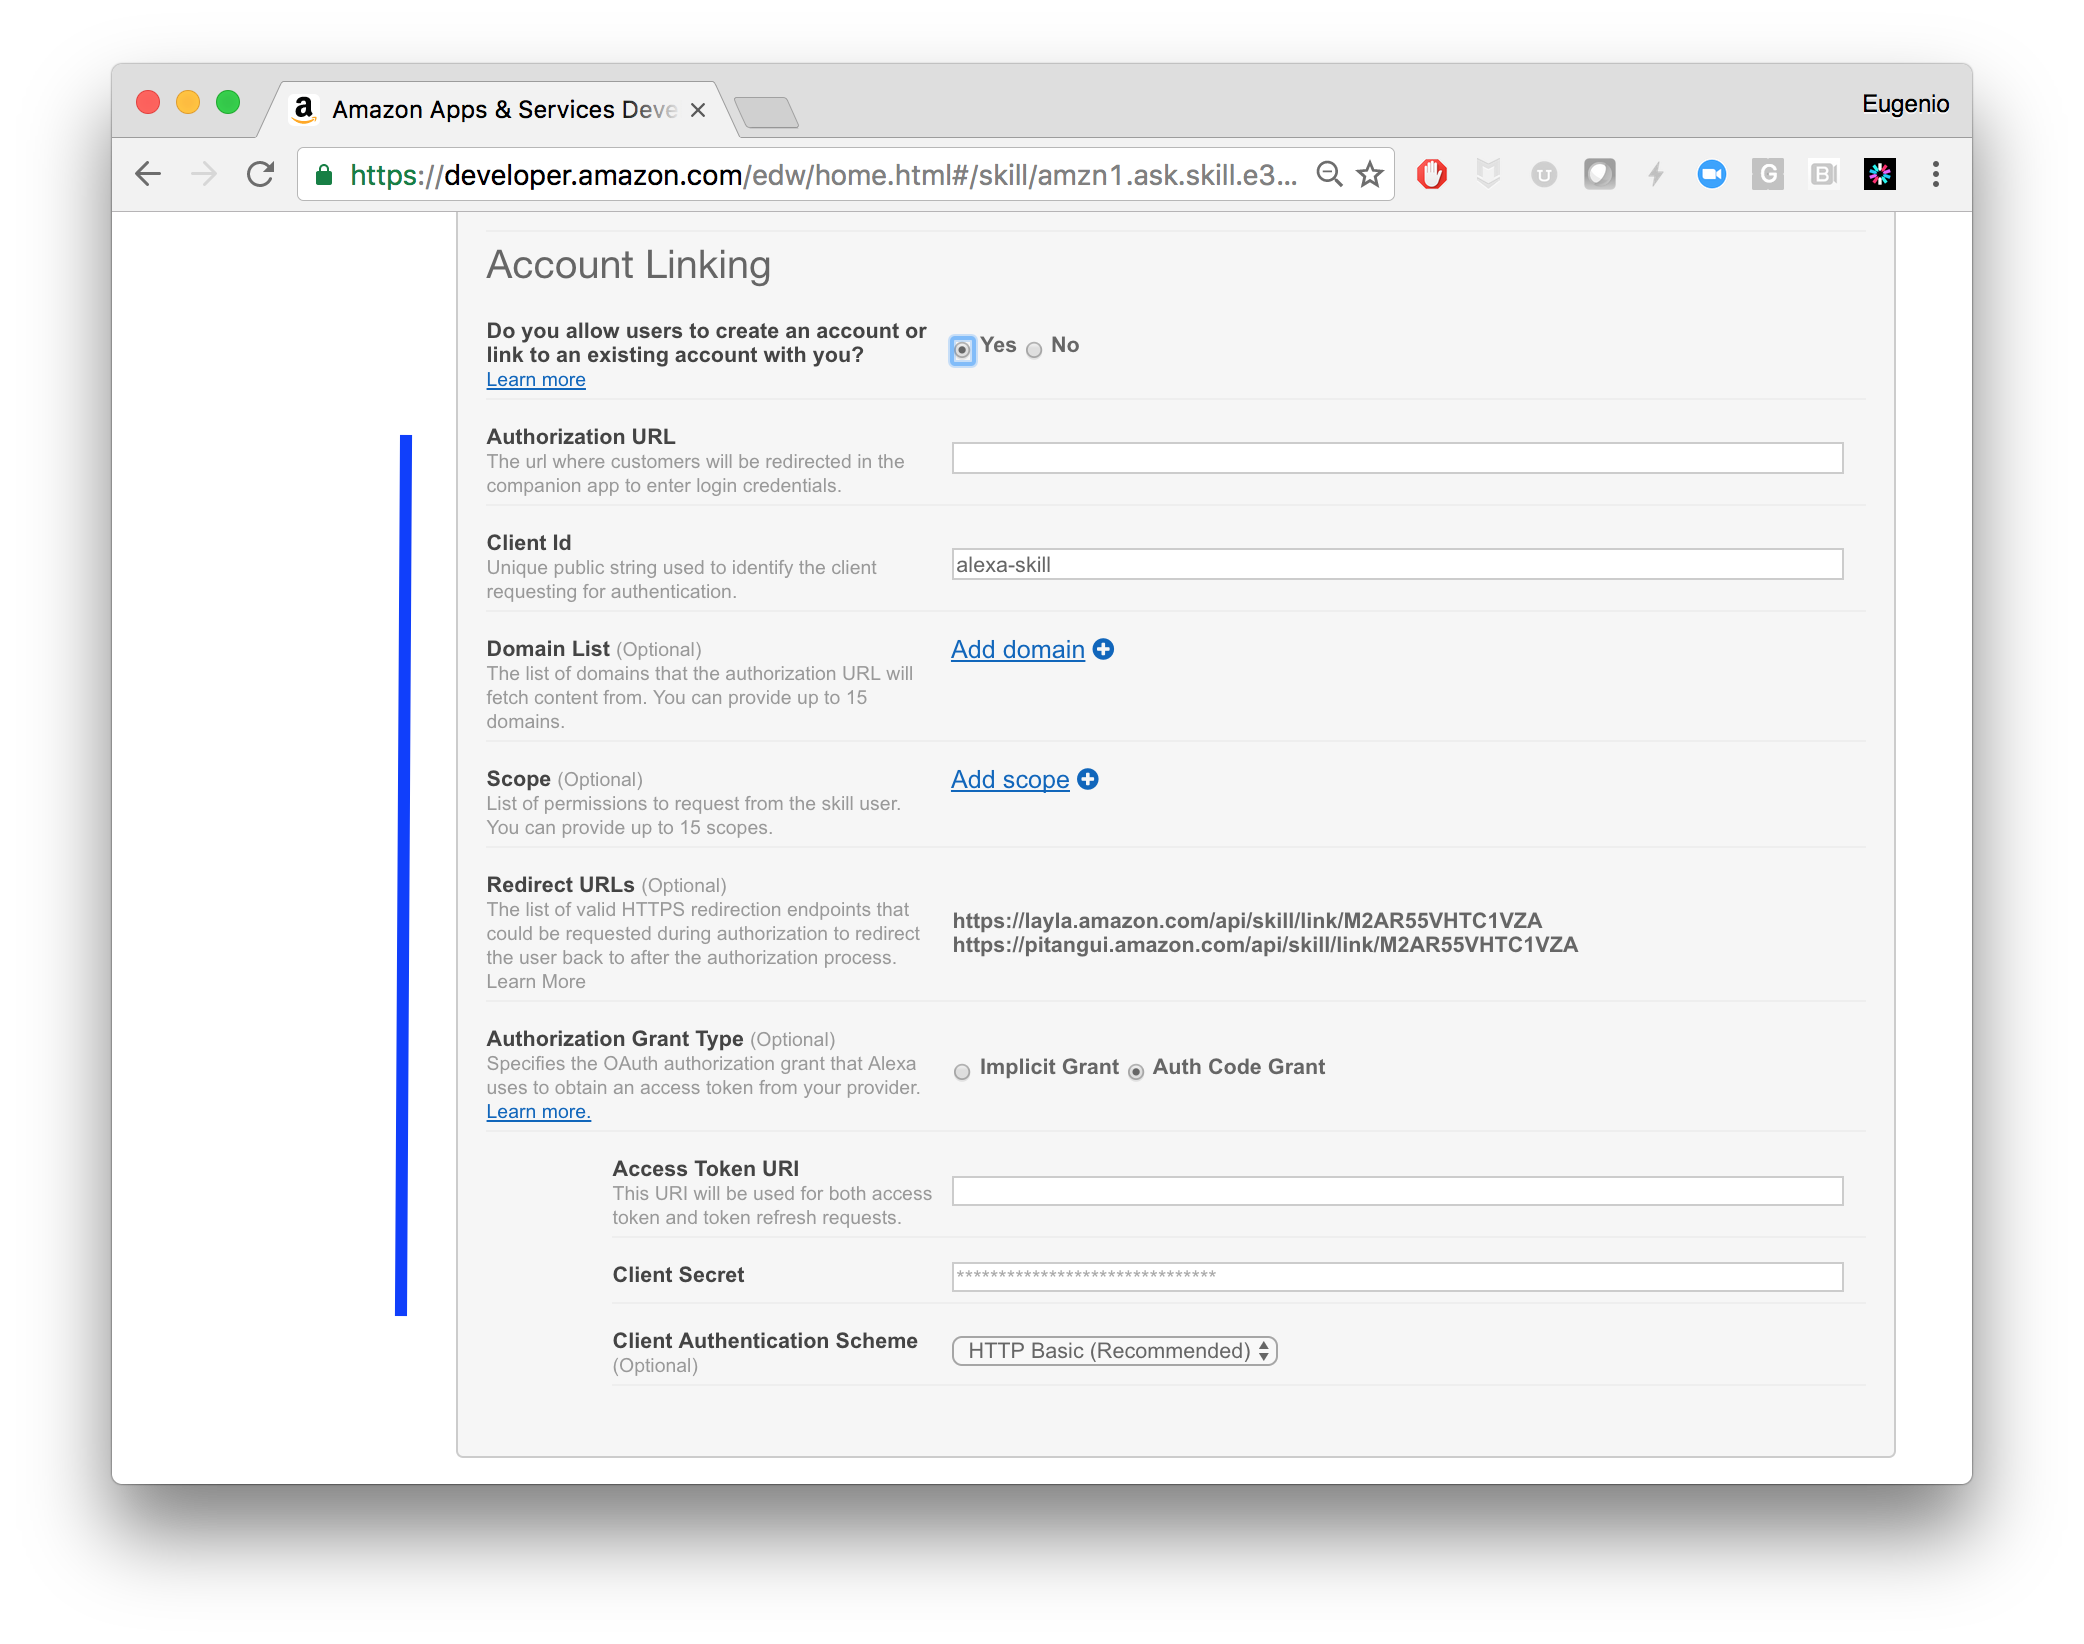 Amazon Apps & Services Deve
Eugenio
https://developer.amazon.com/edw/home.html#/skill/amzn1.ask.skill.e3...
Account Linking
Do you allow users to create an account or
link to an existing account with you?
Learn more
Yes No
Authorization URL
The url where customers will be redirected in the
companion app to enter login credentials.
Client Id
Unique public string used to identify the client
requesting for authentication.
alexa-skill
Domain List (Optional)
The list of domains that the authorization URL will
fetch content from. You can provide up to 15
domains.
Add domain
Scope (Optional)
List of permissions to request from the skill user.
You can provide up to 15 scopes.
Add scope
Redirect URLs (Optional)
The list of valid HTTPS redirection endpoints that
could be requested during authorization to redirect
the user back to after the authorization process.
Learn More
https://layla.amazon.com/api/skill/link/M2AR55VHTC1VZA
https://pitangui.amazon.com/api/skill/link/M2AR55VHTC1VZA
Authorization Grant Type (Optional)
Specifies the OAuth authorization grant that Alexa
uses to obtain an access token from your provider.
Learn more.
Implicit Grant Auth Code Grant
Access Token URI
This URI will be used for both access
token and token refresh requests.
Client Secret
*******************************
Client Authentication Scheme
(Optional)
HTTP Basic (Recommended)